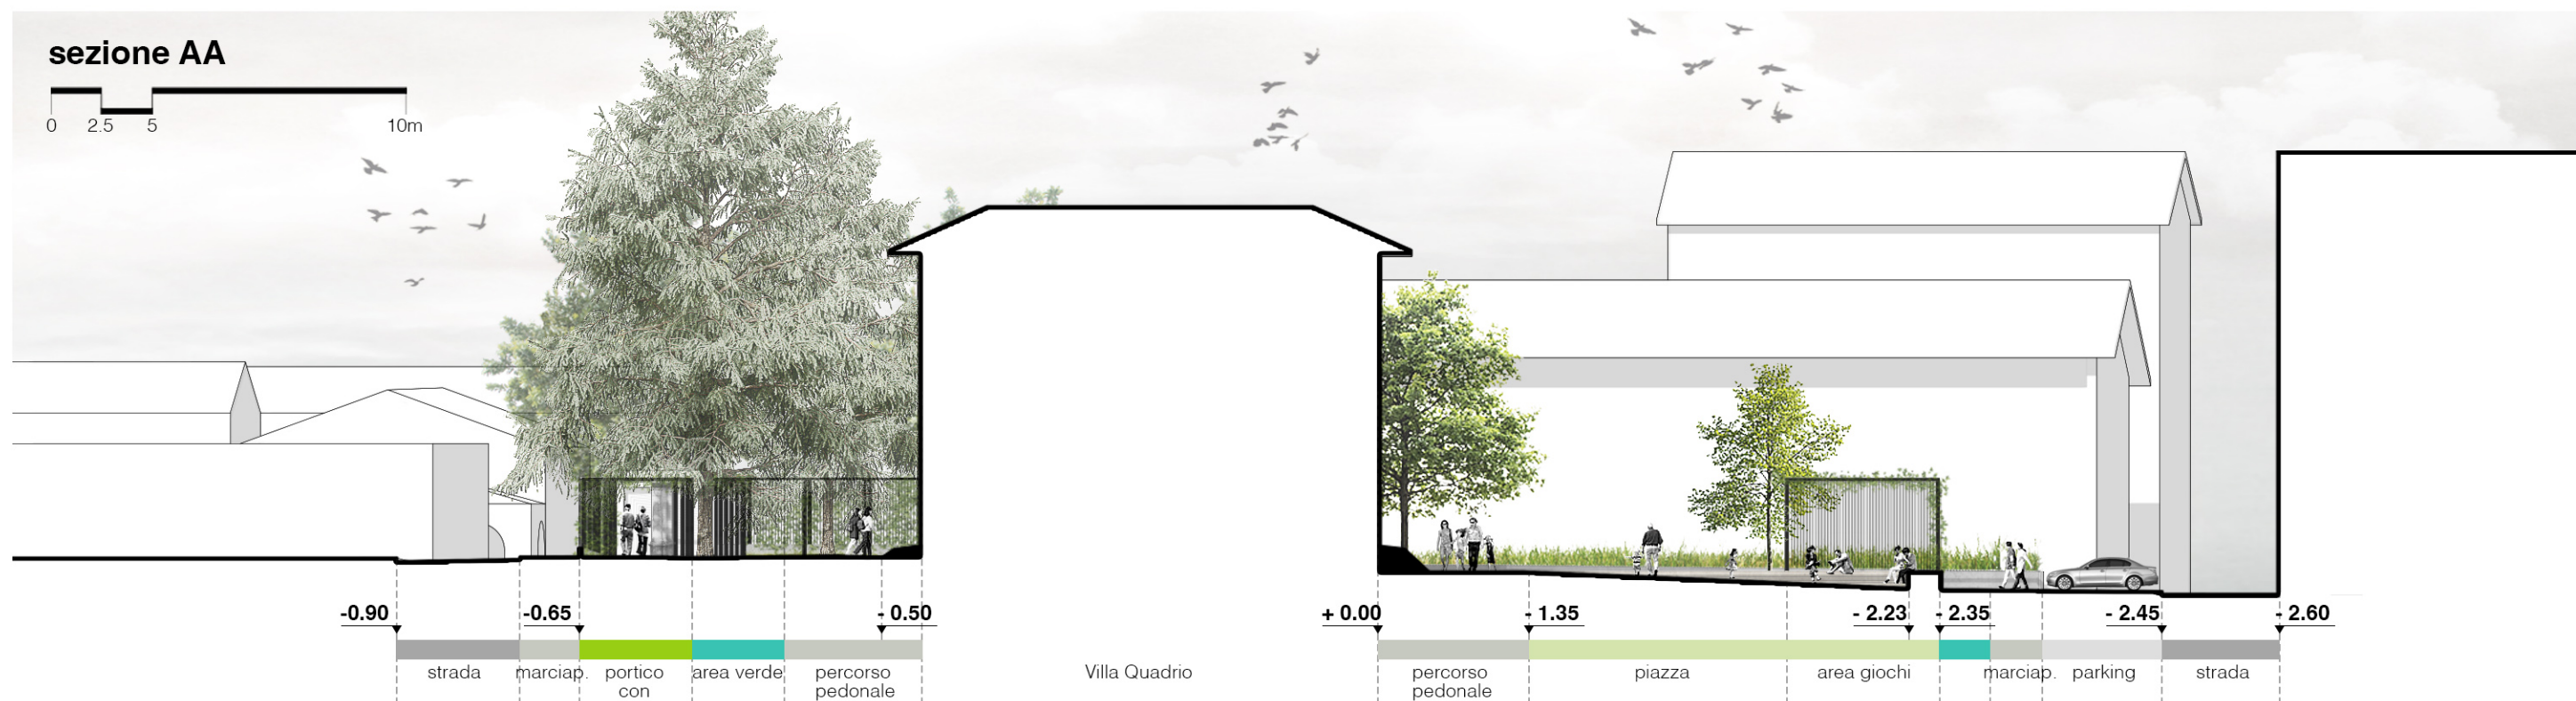 sezione AA
0 2.5 5 10m
-0.90 -0.65 - 0.50 + 0.00 - 1.35 - 2.23 - 2.35 - 2.45 - 2.60
strada marciap. portico area verde percorso Villa Quadrio percorso piazza area giochi marciap. parking strada
con pedonale pedonale